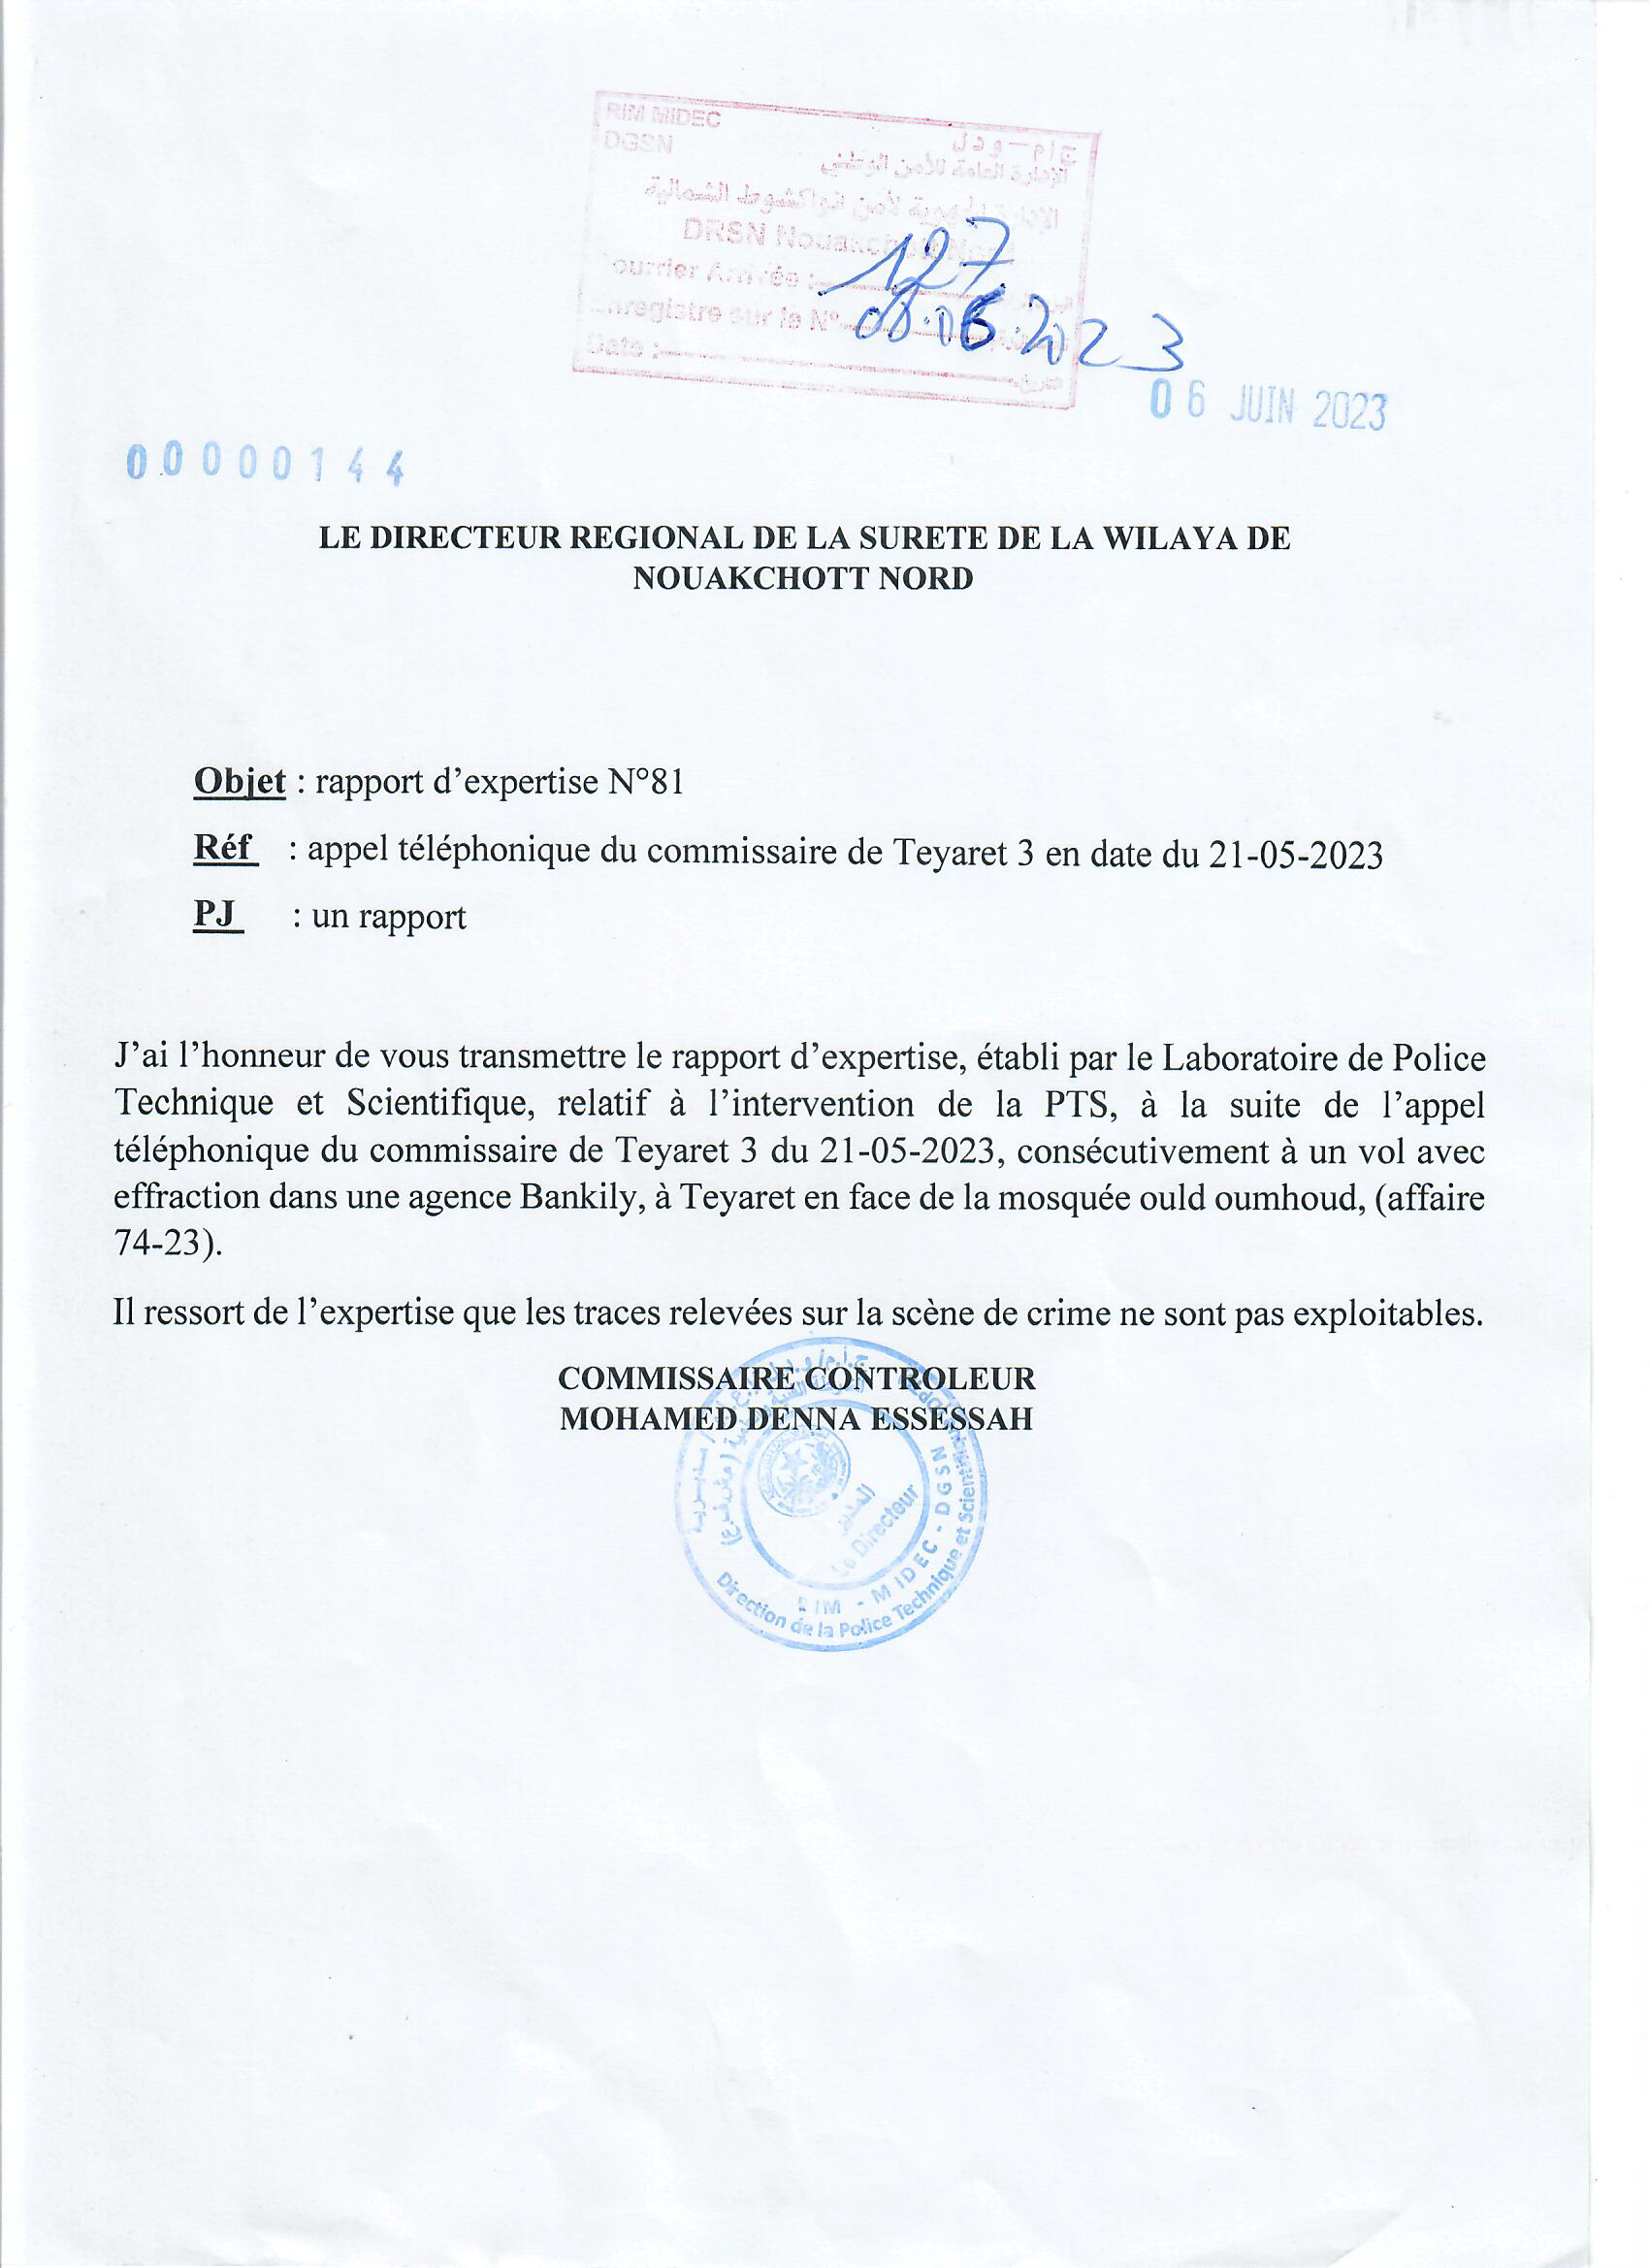 RIM MIDEC
DGSN
ج ا م – و د ل
الإدارة العامة للأمن الوطني
الإدارة الجهوية لأمن انواكشوط الشمالية
DRSN Nouakchott Nord
Courrier Arrivée : 127
Enregistre sur le N°
.06.2023
Date :
06 JUIN 2023
00000144
LE DIRECTEUR REGIONAL DE LA SURETE DE LA WILAYA DE
NOUAKCHOTT NORD
Objet : rapport d’expertise N°81
Réf : appel téléphonique du commissaire de Teyaret 3 en date du 21-05-2023
PJ : un rapport
J’ai l’honneur de vous transmettre le rapport d’expertise, établi par le Laboratoire de Police
Technique et Scientifique, relatif à l’intervention de la PTS, à la suite de l’appel
téléphonique du commissaire de Teyaret 3 du 21-05-2023, consécutivement à un vol avec
effraction dans une agence Bankily, à Teyaret en face de la mosquée ould oumhoud, (affaire
74-23).
Il ressort de l’expertise que les traces relevées sur la scène de crime ne sont pas exploitables.
COMMISSAIRE CONTROLEUR
MOHAMED DENNA ESSESSAH
المدير
Le Directeur
RIM - MIDEC - DGSN
Direction de la Police Technique et Scientifique